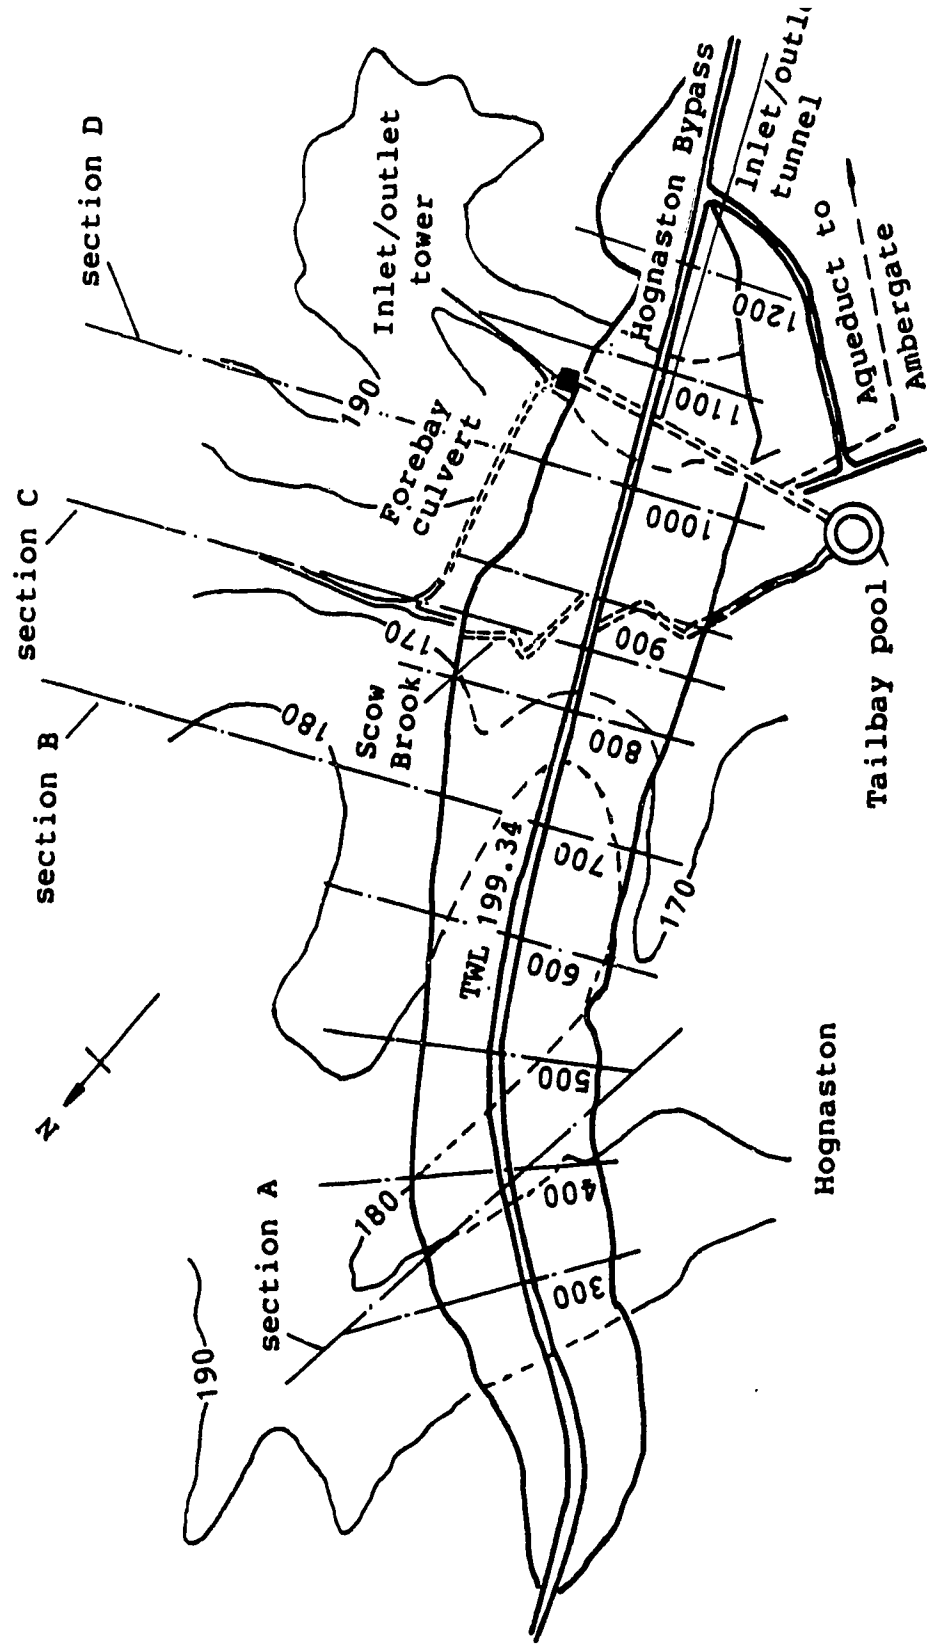 section D
section C
section B
section A
190
Inlet/outlet
tower
Forebay
culvert
170
180
Scow
Brook
Hognaston Bypass
TWL 199.34
Inlet/outl
tunnel
Aqueduct to
Ambergate
1200
1100
1000
900
800
700
600
500
400
300
Tailbay pool
170
180
190
N
Hognaston